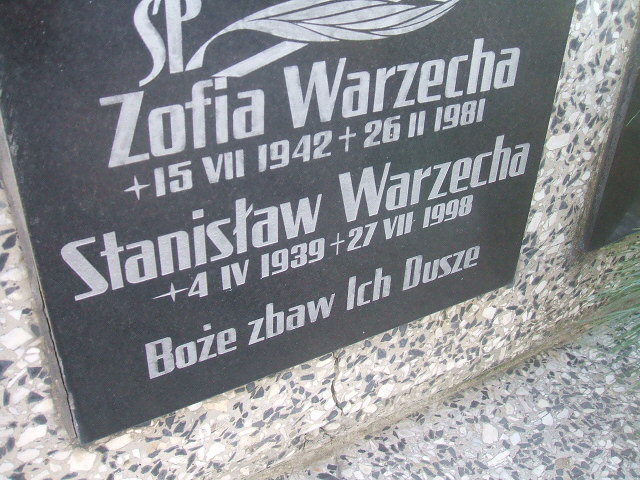 ŚP.
Zofia Warzecha
+15 VII 1942 + 26 II 1981
Stanisław Warzecha
+4 IV 1939 + 27 VII 1998
Boże zbaw Ich Dusze